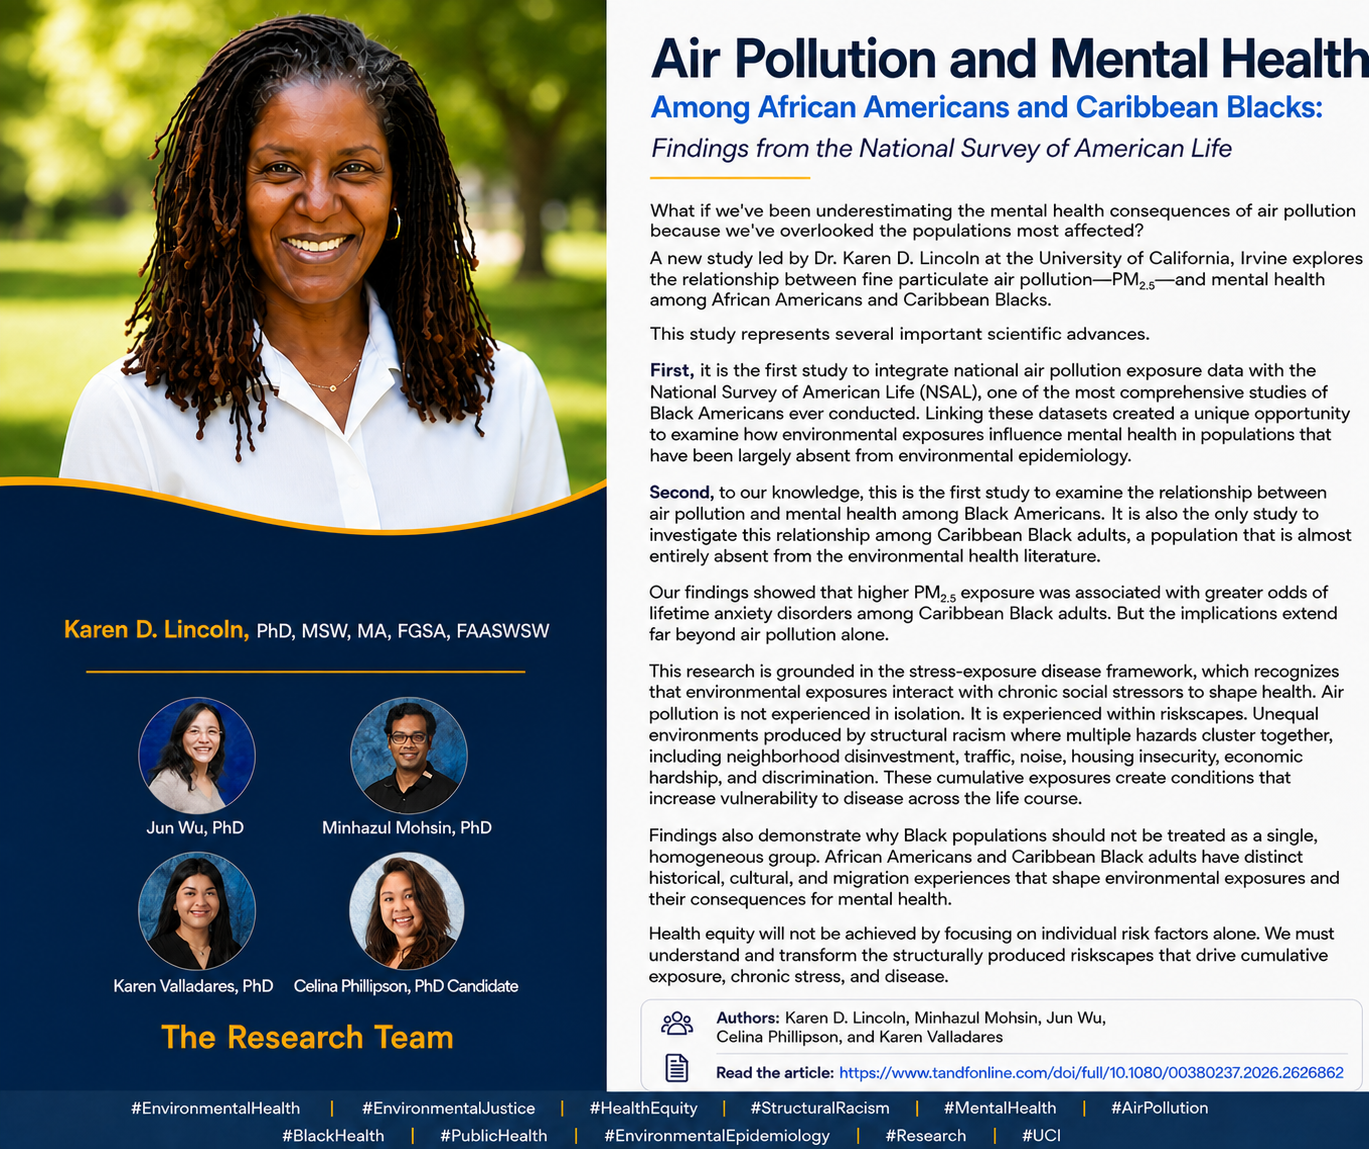 Air Pollution and Mental Health
Among African Americans and Caribbean Blacks:
Findings from the National Survey of American Life
What if we've been underestimating the mental health consequences of air pollution
because we've overlooked the populations most affected?
A new study led by Dr. Karen D. Lincoln at the University of California, Irvine explores
the relationship between fine particulate air pollution—PM2.5—and mental health
among African Americans and Caribbean Blacks.
This study represents several important scientific advances.
First, it is the first study to integrate national air pollution exposure data with the
National Survey of American Life (NSAL), one of the most comprehensive studies of
Black Americans ever conducted. Linking these datasets created a unique opportunity
to examine how environmental exposures influence mental health in populations that
have been largely absent from environmental epidemiology.
Second, to our knowledge, this is the first study to examine the relationship between
air pollution and mental health among Black Americans. It is also the only study to
investigate this relationship among Caribbean Black adults, a population that is almost
entirely absent from the environmental health literature.
Our findings showed that higher PM2.5 exposure was associated with greater odds of
lifetime anxiety disorders among Caribbean Black adults. But the implications extend
far beyond air pollution alone.
This research is grounded in the stress-exposure disease framework, which recognizes
that environmental exposures interact with chronic social stressors to shape health. Air
pollution is not experienced in isolation. It is experienced within riskscapes. Unequal
environments produced by structural racism where multiple hazards cluster together,
including neighborhood disinvestment, traffic, noise, housing insecurity, economic
hardship, and discrimination. These cumulative exposures create conditions that
increase vulnerability to disease across the life course.
Findings also demonstrate why Black populations should not be treated as a single,
homogeneous group. African Americans and Caribbean Black adults have distinct
historical, cultural, and migration experiences that shape environmental exposures and
their consequences for mental health.
Health equity will not be achieved by focusing on individual risk factors alone. We must
understand and transform the structurally produced riskscapes that drive cumulative
exposure, chronic stress, and disease.
Authors: Karen D. Lincoln, Minhazul Mohsin, Jun Wu,
Celina Phillipson, and Karen Valladares
Read the article: https://www.tandfonline.com/doi/full/10.1080/00380237.2026.2626862
Karen D. Lincoln, PhD, MSW, MA, FGSA, FAASWSW
Jun Wu, PhD
Minhazul Mohsin, PhD
Karen Valladares, PhD
Celina Phillipson, PhD Candidate
The Research Team
#EnvironmentalHealth | #EnvironmentalJustice | #HealthEquity | #StructuralRacism | #MentalHealth | #AirPollution
#BlackHealth | #PublicHealth | #EnvironmentalEpidemiology | #Research | #UCI